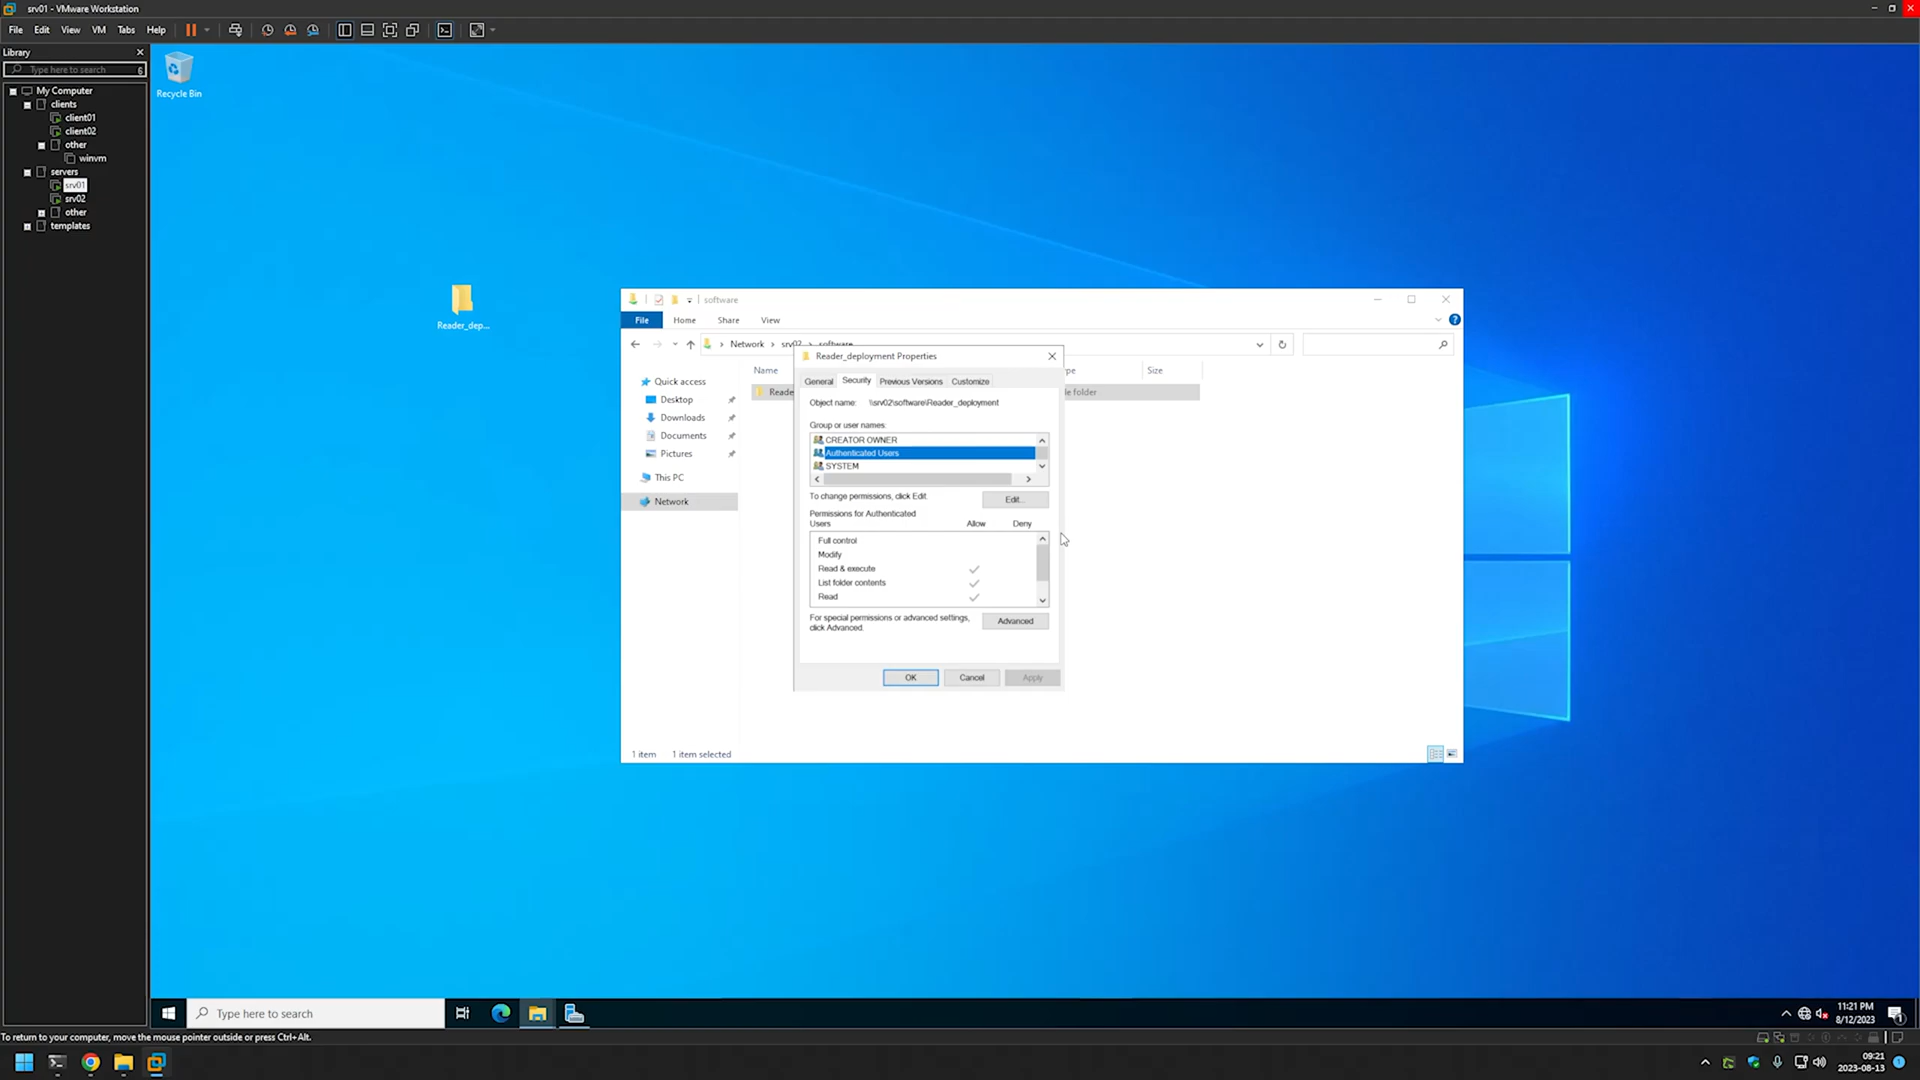 srv01 - VMware Workstation
File Edit View VM Tabs Help
Library
Type here to search
My Computer
clients
client01
client02
other
winvm
servers
srv01
srv02
other
templates
Recycle Bin
Reader_dep...
software
File Home Share View
Network srv02 software
Name Size
Quick access
Desktop
Downloads
Documents
Pictures
This PC
Network
1 item 1 item selected
Reader_deployment Properties
General Security Previous Versions Customize
Object name: \\srv02\software\Reader_deployment
Group or user names:
CREATOR OWNER
Authenticated Users
SYSTEM
To change permissions, click Edit.
Edit...
Permissions for Authenticated
Users Allow Deny
Full control
Modify
Read & execute
List folder contents
Read
For special permissions or advanced settings,
click Advanced.
Advanced
OK Cancel Apply
Type here to search
11:21 PM
8/12/2023
1
To return to your computer, move the mouse pointer outside or press Ctrl+Alt.
09:21
2023-08-13
1